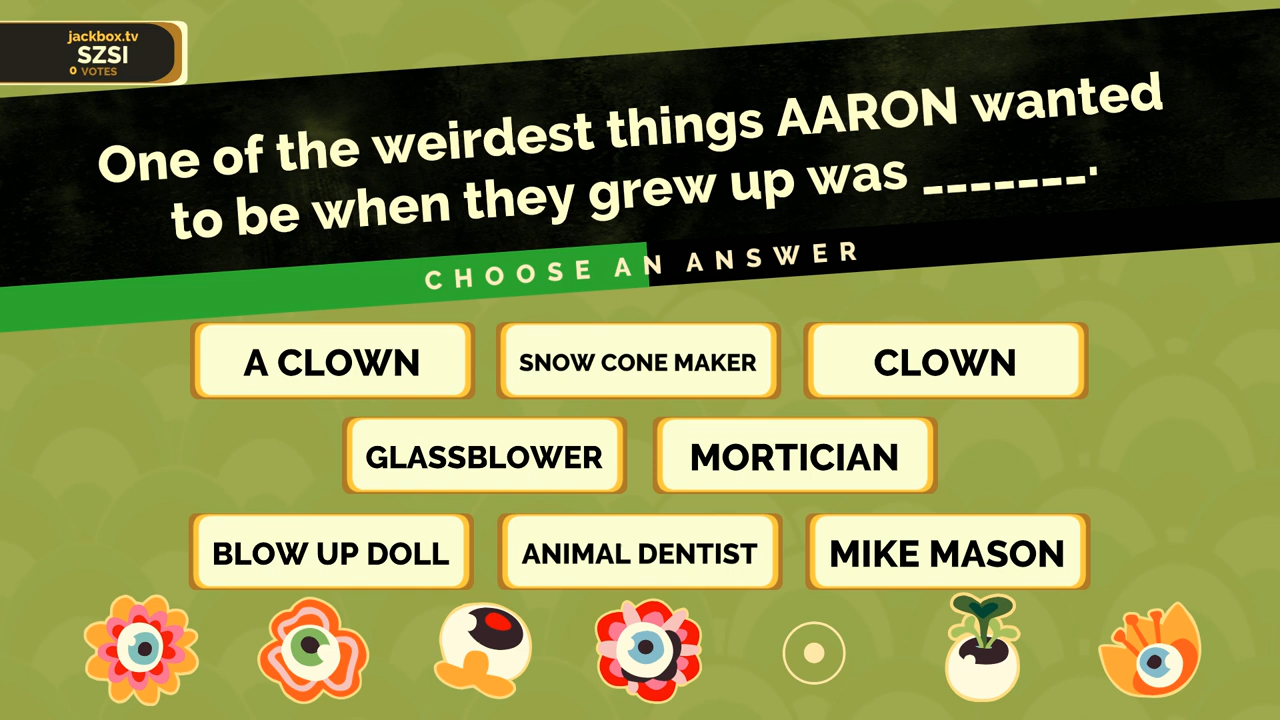 jackbox.tv
SZSI
0 VOTES
One of the weirdest things AARON wanted
to be when they grew up was _______.
CHOOSE AN ANSWER
A CLOWN
SNOW CONE MAKER
CLOWN
GLASSBLOWER
MORTICIAN
BLOW UP DOLL
ANIMAL DENTIST
MIKE MASON